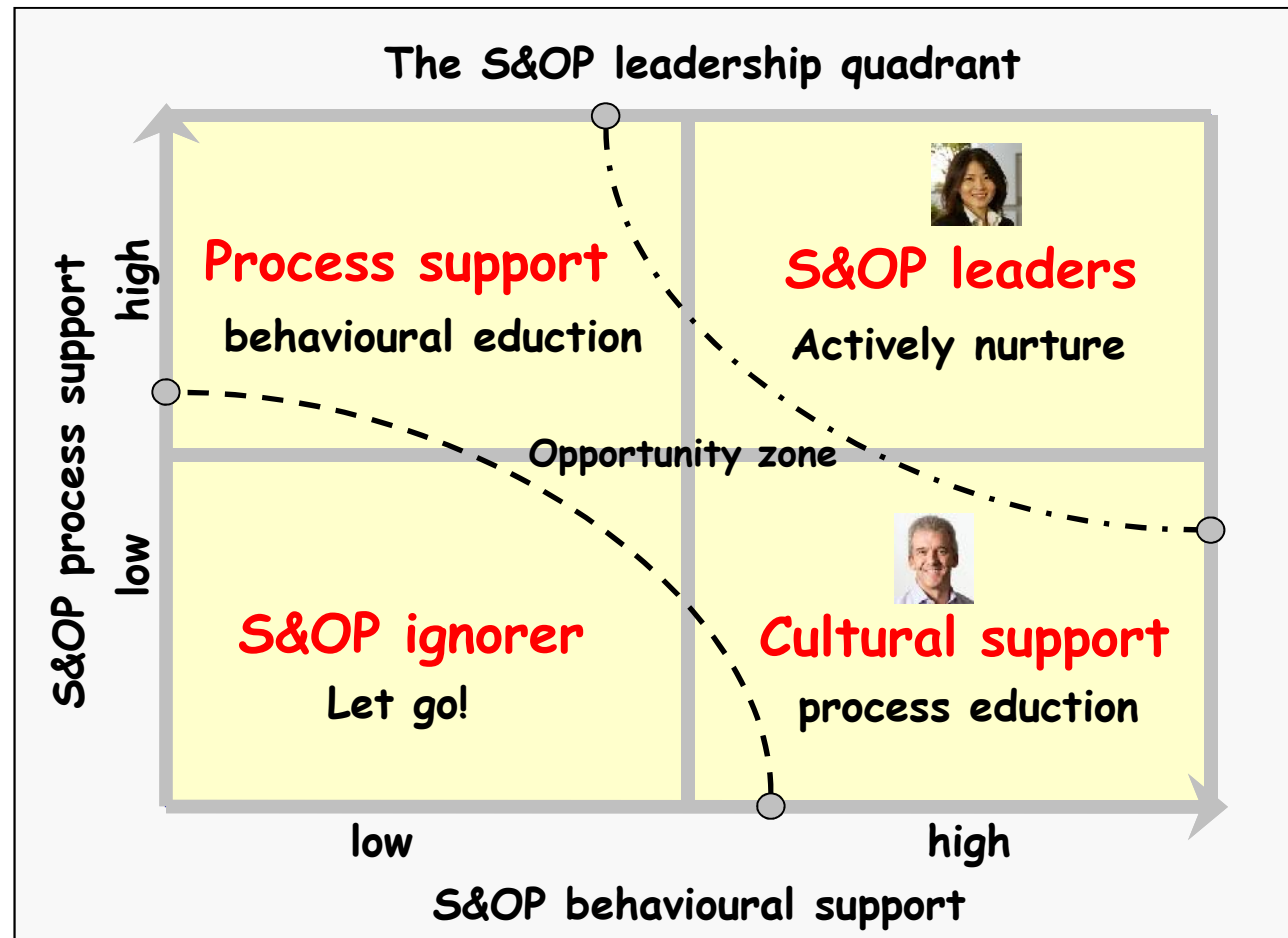 The S&OP leadership quadrant
S&OP process support
high
low
Process support
behavioural eduction
S&OP leaders
Actively nurture
Opportunity zone
S&OP ignorer
Let go!
Cultural support
process eduction
low
high
S&OP behavioural support